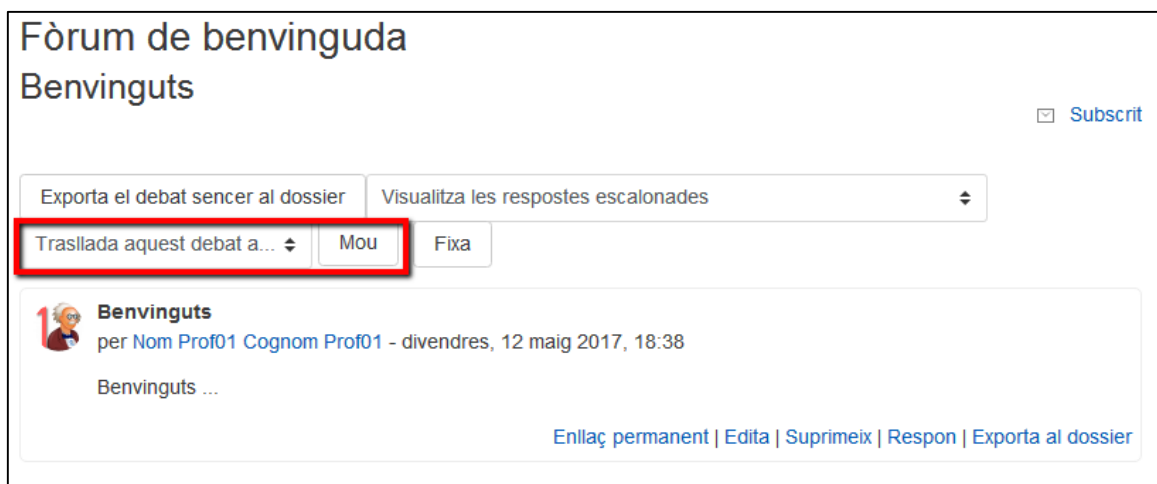 Fòrum de benvinguda
Benvinguts
Subscrit
Exporta el debat sencer al dossier Visualitza les respostes escalonades
Trasllada aquest debat a... Mou Fixa
Benvinguts
per Nom Prof01 Cognom Prof01 - divendres, 12 maig 2017, 18:38
Benvinguts ...
Enllaç permanent | Edita | Suprimeix | Respon | Exporta al dossier